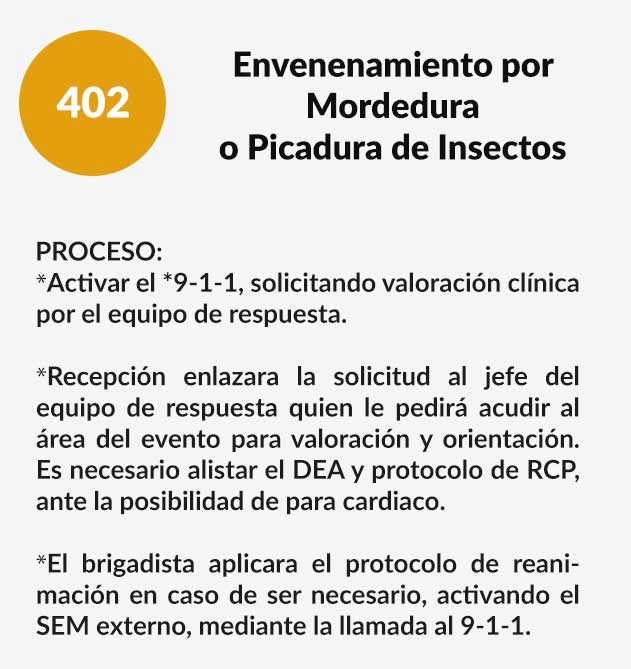 402
Envenenamiento por
Mordedura
o Picadura de Insectos
PROCESO:
*Activar el *9-1-1, solicitando valoración clínica
por el equipo de respuesta.
*Recepción enlazara la solicitud al jefe del
equipo de respuesta quien le pedirá acudir al
área del evento para valoración y orientación.
Es necesario alistar el DEA y protocolo de RCP,
ante la posibilidad de para cardiaco.
*El brigadista aplicara el protocolo de reani-
mación en caso de ser necesario, activando el
SEM externo, mediante la llamada al 9-1-1.